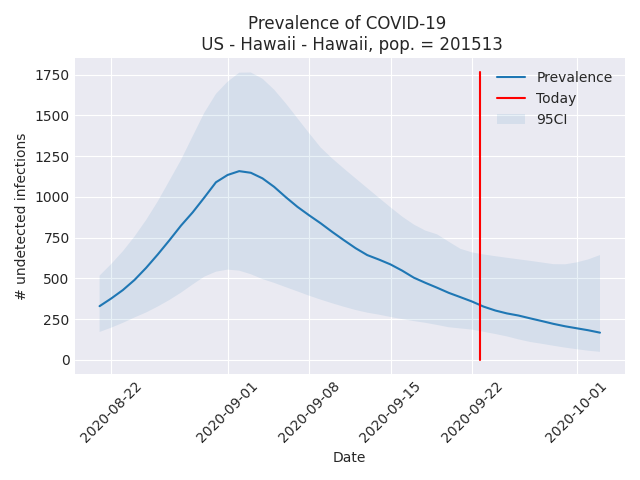 Prevalence of COVID-19
US - Hawaii - Hawaii, pop. = 201513
Prevalence
Today
95CI
# undetected infections
1750
1500
1250
1000
750
500
250
0
2020-08-22
2020-09-01
2020-09-08
2020-09-15
2020-09-22
2020-10-01
Date